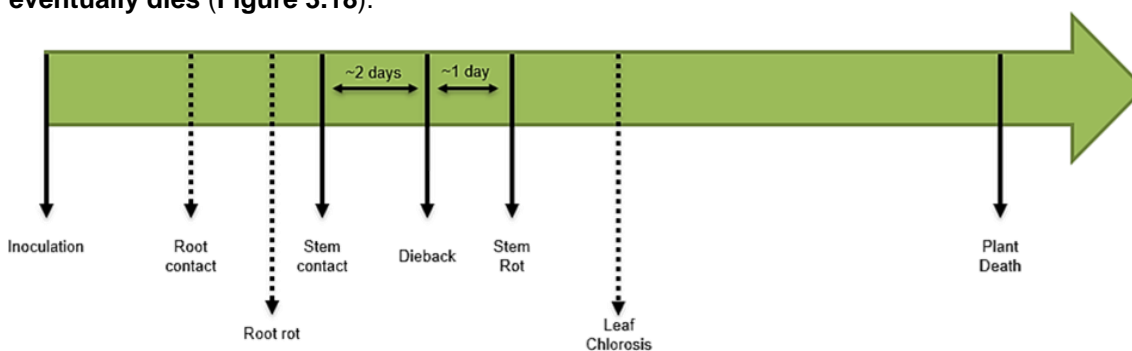 eventually dies (Figure 3.18).
~2 days
~1 day
Inoculation
Root
contact
Root rot
Stem
contact
Dieback
Stem
Rot
Leaf
Chlorosis
Plant
Death